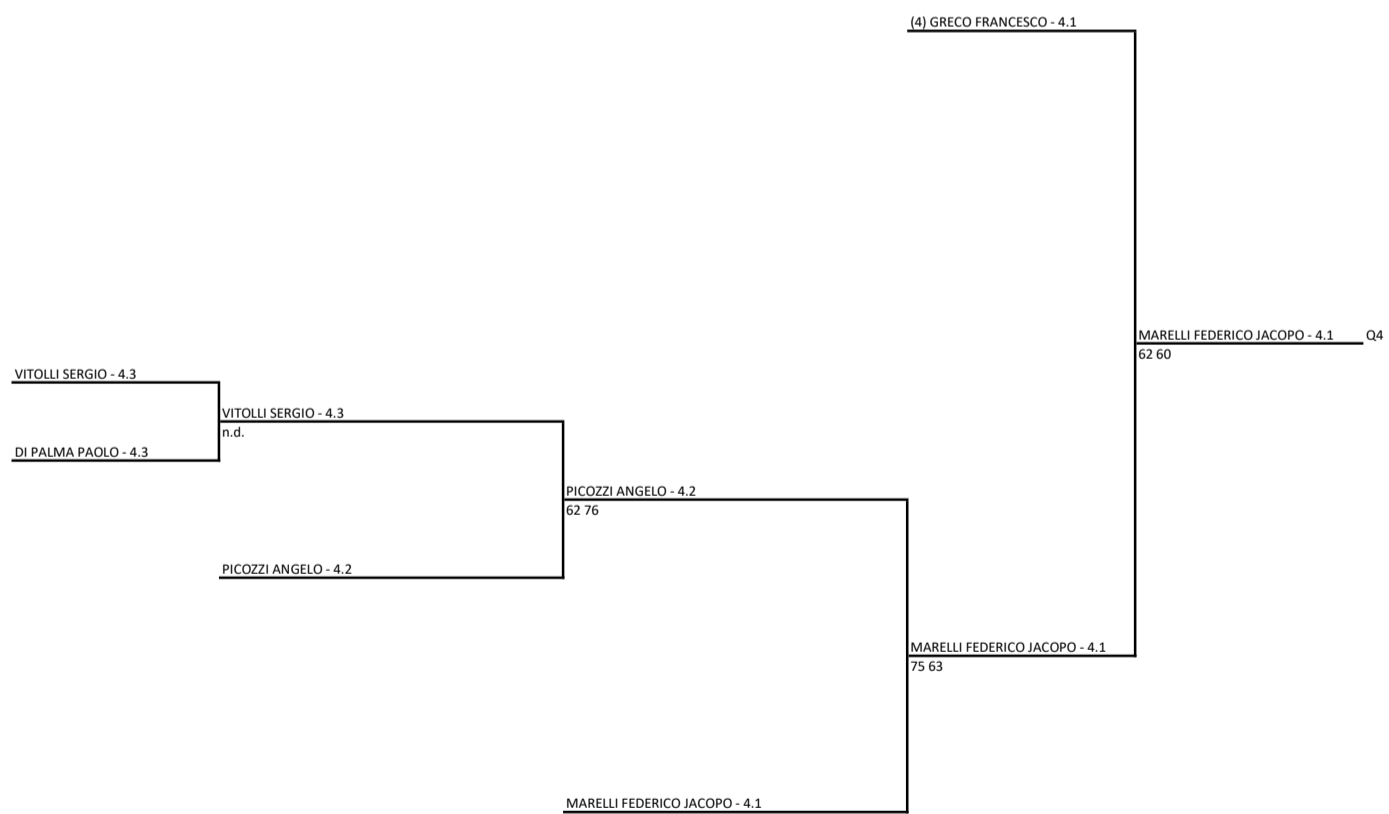 (4) GRECO FRANCESCO - 4.1
MARELLI FEDERICO JACOPO - 4.1 Q4
62 60
VITOLLI SERGIO - 4.3
VITOLLI SERGIO - 4.3
n.d.
DI PALMA PAOLO - 4.3
PICOZZI ANGELO - 4.2
62 76
PICOZZI ANGELO - 4.2
MARELLI FEDERICO JACOPO - 4.1
75 63
MARELLI FEDERICO JACOPO - 4.1